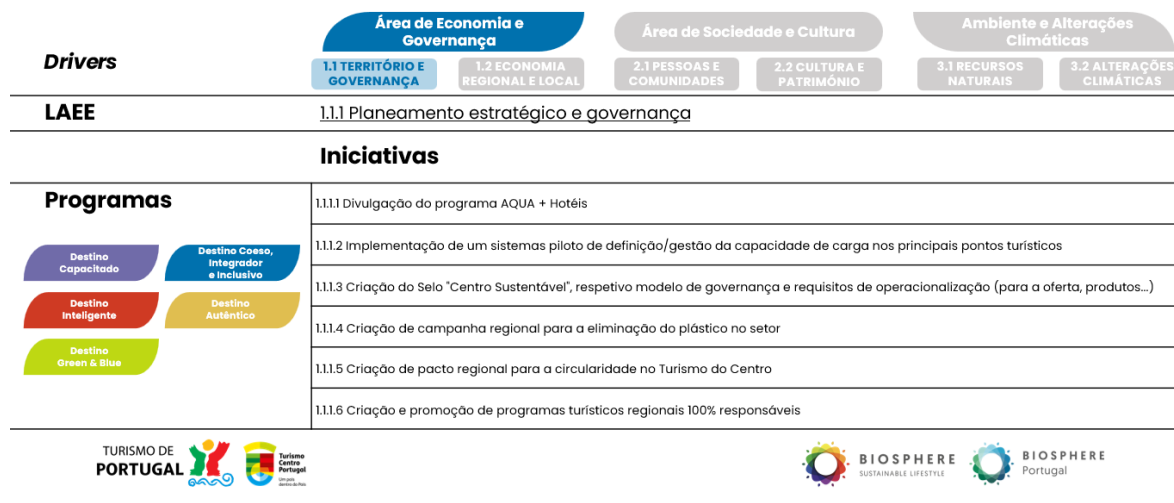 Drivers
Área de Economia e
Governança
Área de Sociedade e Cultura
Ambiente e Alterações
Climáticas
1.1 TERRITÓRIO E
GOVERNANÇA
1.2 ECONOMIA
REGIONAL E LOCAL
2.1 PESSOAS E
COMUNIDADES
2.2 CULTURA E
PATRIMÓNIO
3.1 RECURSOS
NATURAIS
3.2 ALTERAÇÕES
CLIMÁTICAS
LAEE
1.1.1 Planeamento estratégico e governança
Iniciativas
Programas
Destino
Capacitado
Destino Coeso,
Integrador
e Inclusivo
Destino
Inteligente
Destino
Autêntico
Destino
Green & Blue
1.1.1.1 Divulgação do programa AQUA + Hotéis
1.1.1.2 Implementação de um sistemas piloto de definição/gestão da capacidade de carga nos principais pontos turísticos
1.1.1.3 Criação do Selo "Centro Sustentável", respetivo modelo de governança e requisitos de operacionalização (para a oferta, produtos...)
1.1.1.4 Criação de campanha regional para a eliminação do plástico no setor
1.1.1.5 Criação de pacto regional para a circularidade no Turismo do Centro
1.1.1.6 Criação e promoção de programas turísticos regionais 100% responsáveis
TURISMO DE
PORTUGAL
Turismo
Centro
Portugal
Um país
dentro do País
BIOSPHERE
SUSTAINABLE LIFESTYLE
BIOSPHERE
Portugal